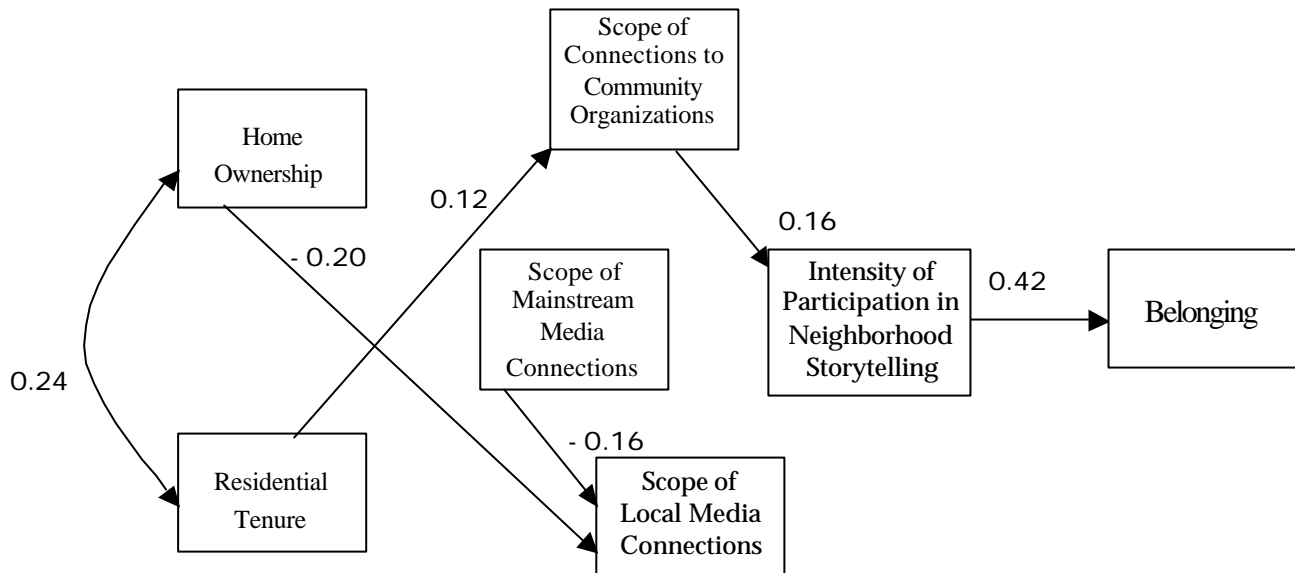 Scope of
Connections to
Community
Organizations
Home
Ownership
0.12
0.16
- 0.20
Scope of
Mainstream
Media
Connections
Intensity of
Participation in
Neighborhood
Storytelling
0.42
Belonging
0.24
- 0.16
Residential
Tenure
Scope of
Local Media
Connections